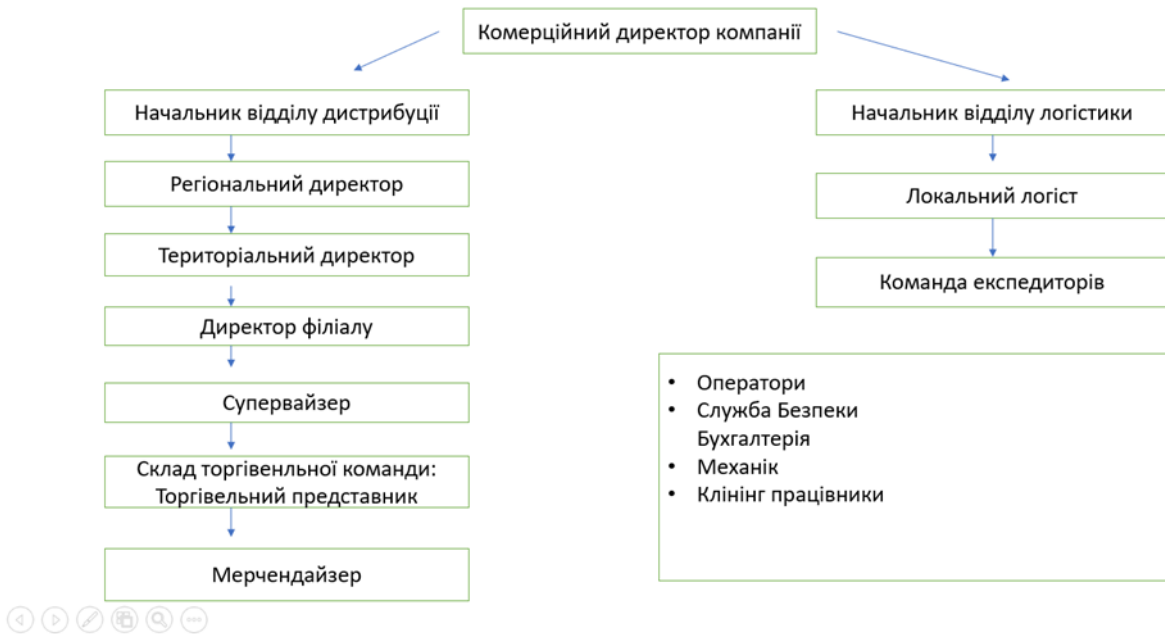 Комерційний директор компанії
Начальник відділу дистрибуції
Регіональний директор
Територіальний директор
Директор філіалу
Супервайзер
Склад торгівенльної команди:
Торгівельний представник
Мерчендайзер
Начальник відділу логістики
Локальний логіст
Команда експедиторів
• Оператори
• Служба Безпеки
Бухгалтерія
• Механік
• Клінінг працівники